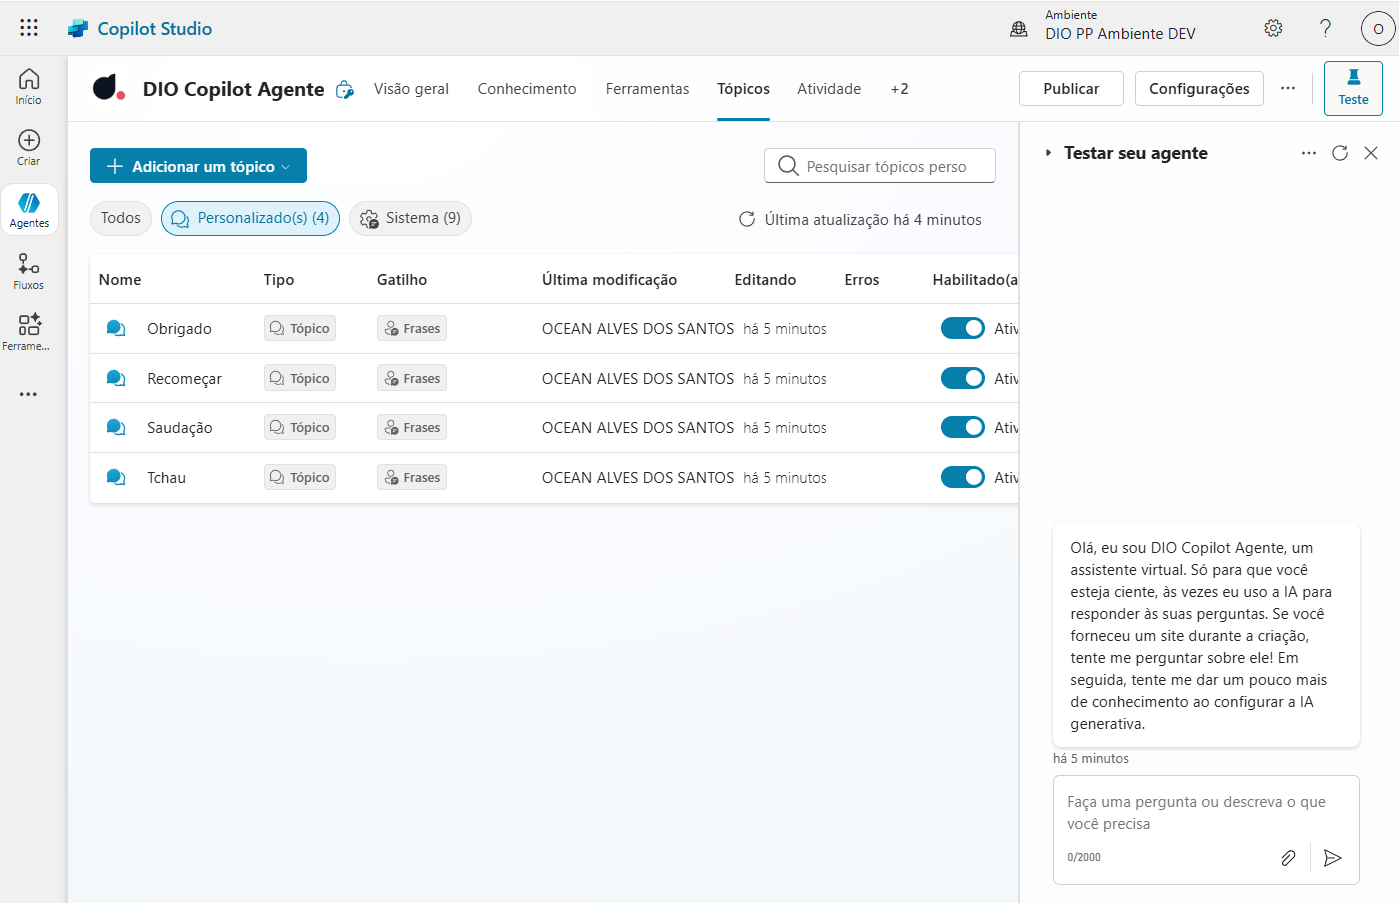 Copilot Studio
Ambiente
DIO PP Ambiente DEV
?
O
Início
Criar
Agentes
Fluxos
Ferrame...
DIO Copilot Agente
Visão geral
Conhecimento
Ferramentas
Tópicos
Atividade
+2
Publicar
Configurações
Teste
Adicionar um tópico
Pesquisar tópicos perso
Todos
Personalizado(s) (4)
Sistema (9)
Última atualização há 4 minutos
Nome Tipo Gatilho Última modificação Editando Erros Habilitado(a
Obrigado Tópico Frases OCEAN ALVES DOS SANTOS há 5 minutos Ativ
Recomeçar Tópico Frases OCEAN ALVES DOS SANTOS há 5 minutos Ativ
Saudação Tópico Frases OCEAN ALVES DOS SANTOS há 5 minutos Ativ
Tchau Tópico Frases OCEAN ALVES DOS SANTOS há 5 minutos Ativ
Testar seu agente
Olá, eu sou DIO Copilot Agente, um
assistente virtual. Só para que você
esteja ciente, às vezes eu uso a IA para
responder às suas perguntas. Se você
forneceu um site durante a criação,
tente me perguntar sobre ele! Em
seguida, tente me dar um pouco mais
de conhecimento ao configurar a IA
generativa.
há 5 minutos
Faça uma pergunta ou descreva o que
você precisa
0/2000